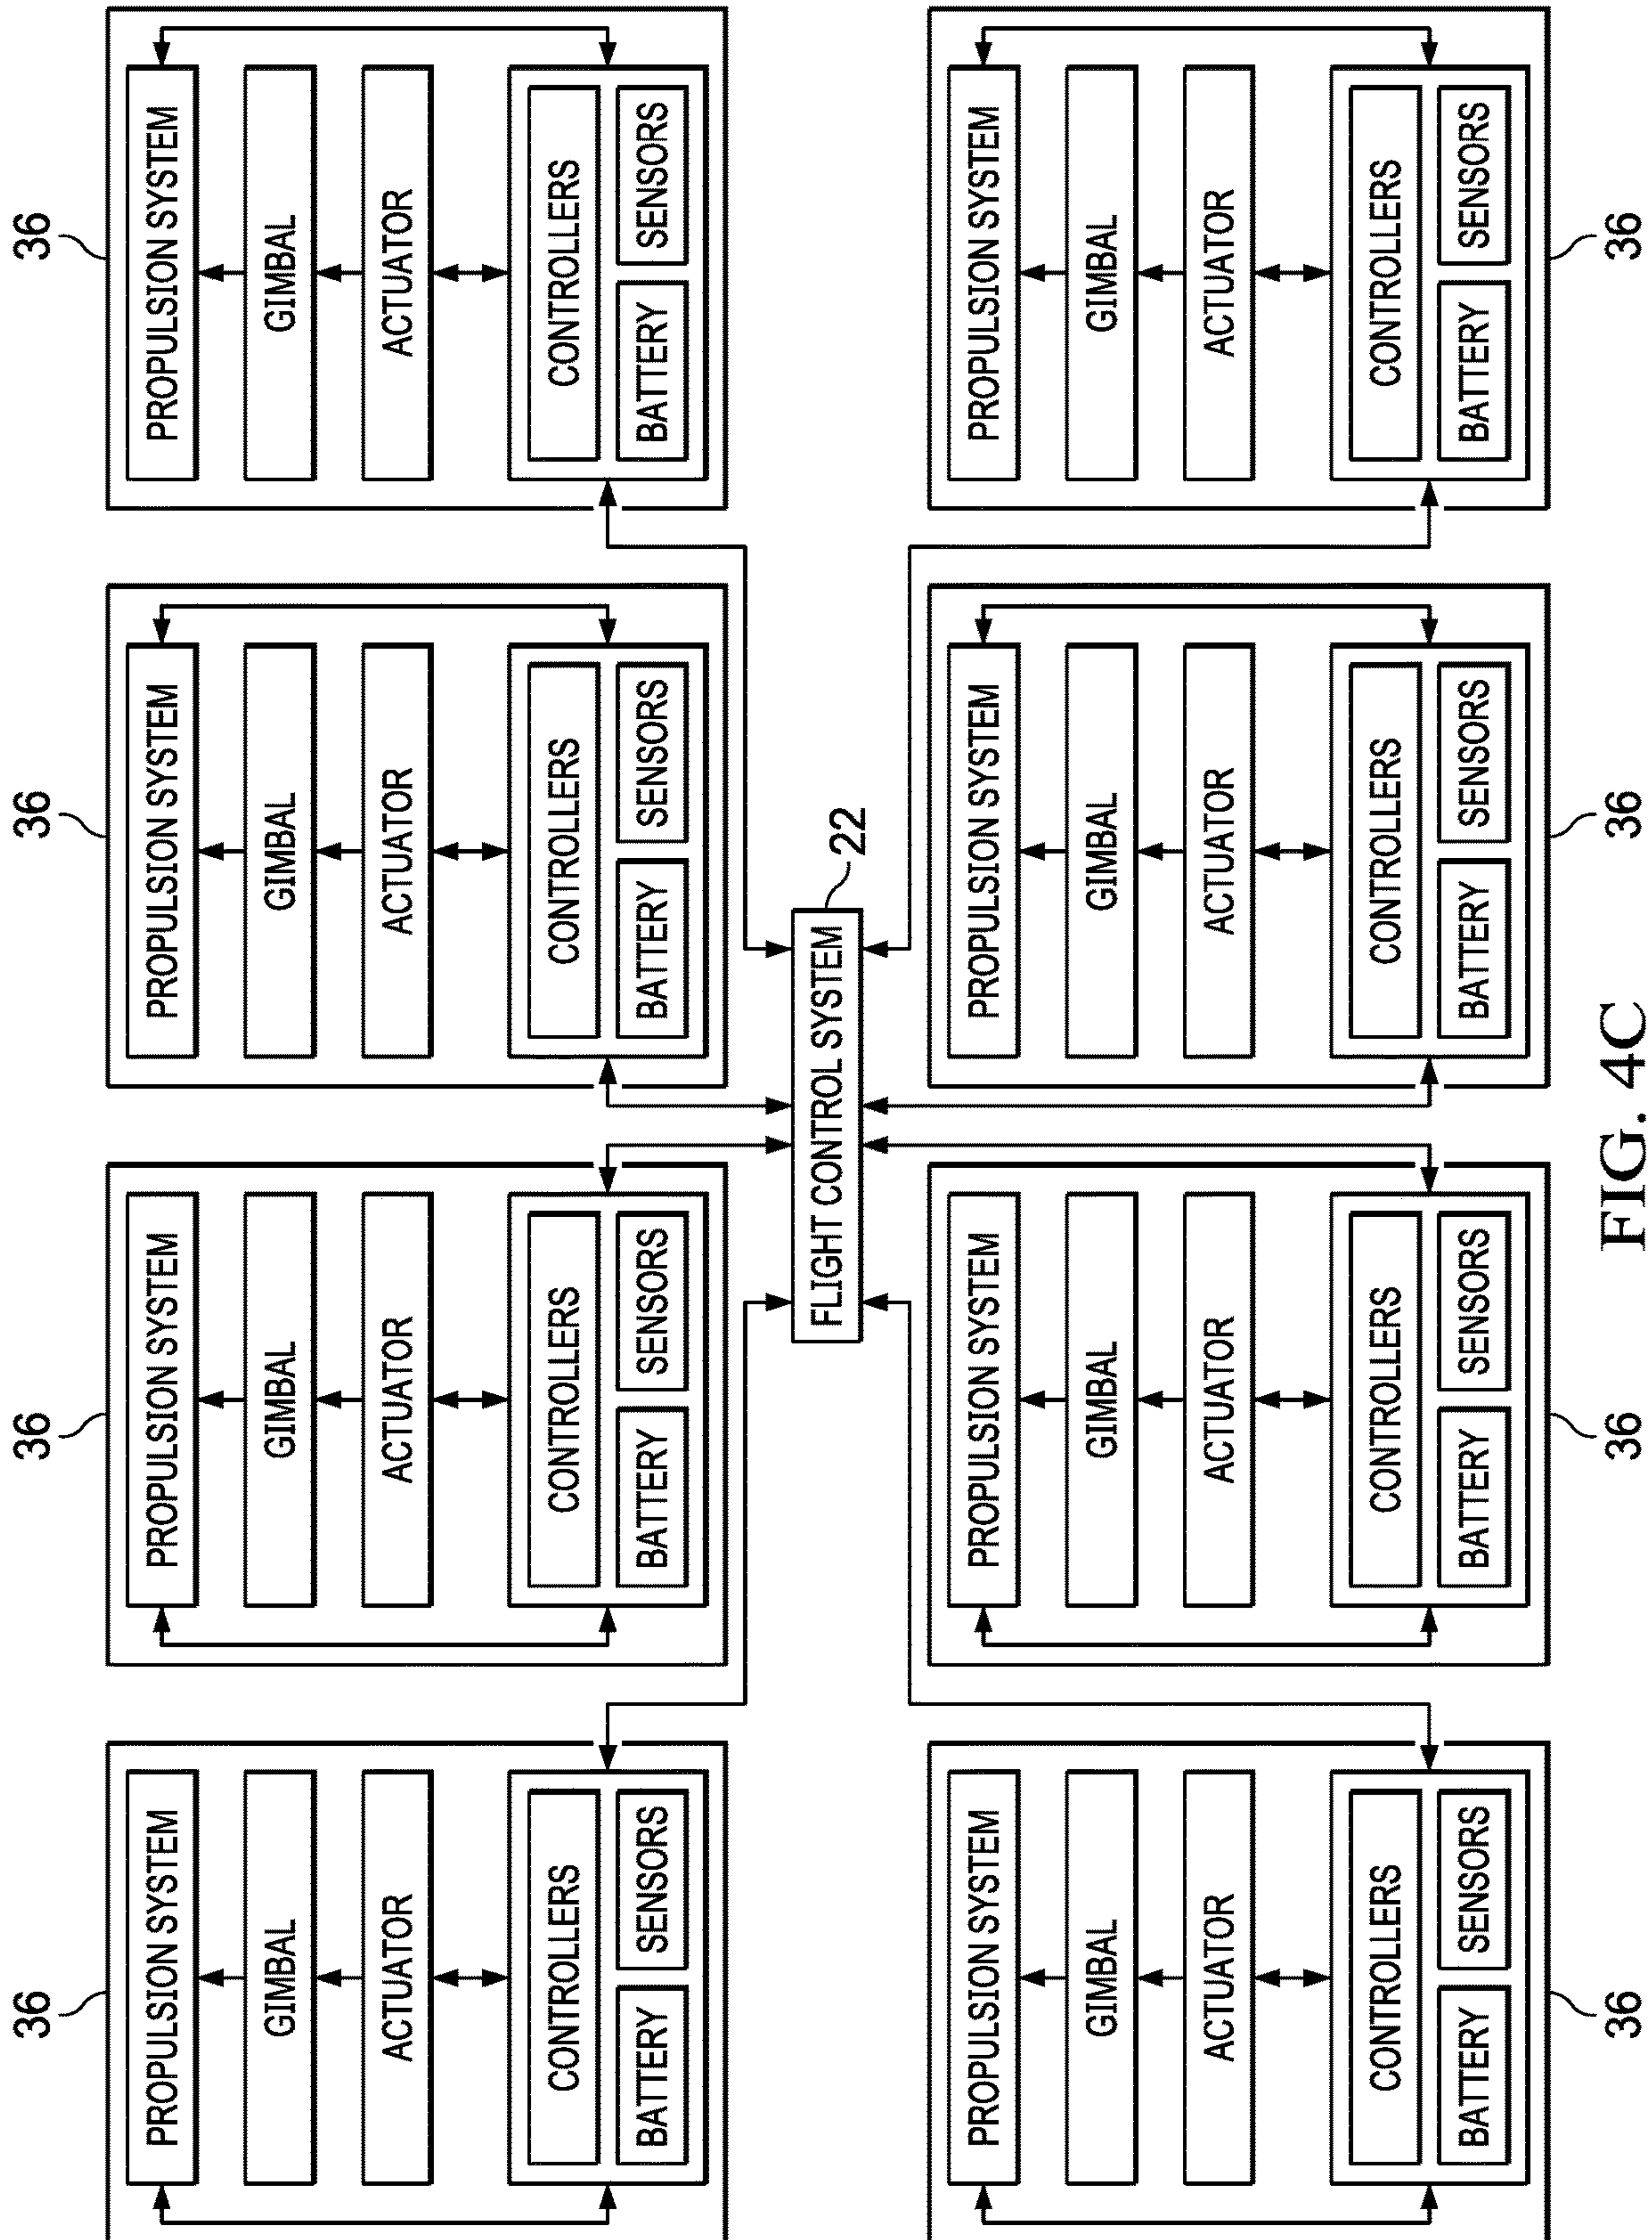 36
36
36
36
PROPULSION SYSTEM
GIMBAL
ACTUATOR
CONTROLLERS
BATTERY
SENSORS
PROPULSION SYSTEM
GIMBAL
ACTUATOR
CONTROLLERS
BATTERY
SENSORS
PROPULSION SYSTEM
GIMBAL
ACTUATOR
CONTROLLERS
BATTERY
SENSORS
PROPULSION SYSTEM
GIMBAL
ACTUATOR
CONTROLLERS
BATTERY
SENSORS
FLIGHT CONTROL SYSTEM
22
PROPULSION SYSTEM
GIMBAL
ACTUATOR
CONTROLLERS
BATTERY
SENSORS
PROPULSION SYSTEM
GIMBAL
ACTUATOR
CONTROLLERS
BATTERY
SENSORS
PROPULSION SYSTEM
GIMBAL
ACTUATOR
CONTROLLERS
BATTERY
SENSORS
PROPULSION SYSTEM
GIMBAL
ACTUATOR
CONTROLLERS
BATTERY
SENSORS
36
36
36
36
FIG. 4C